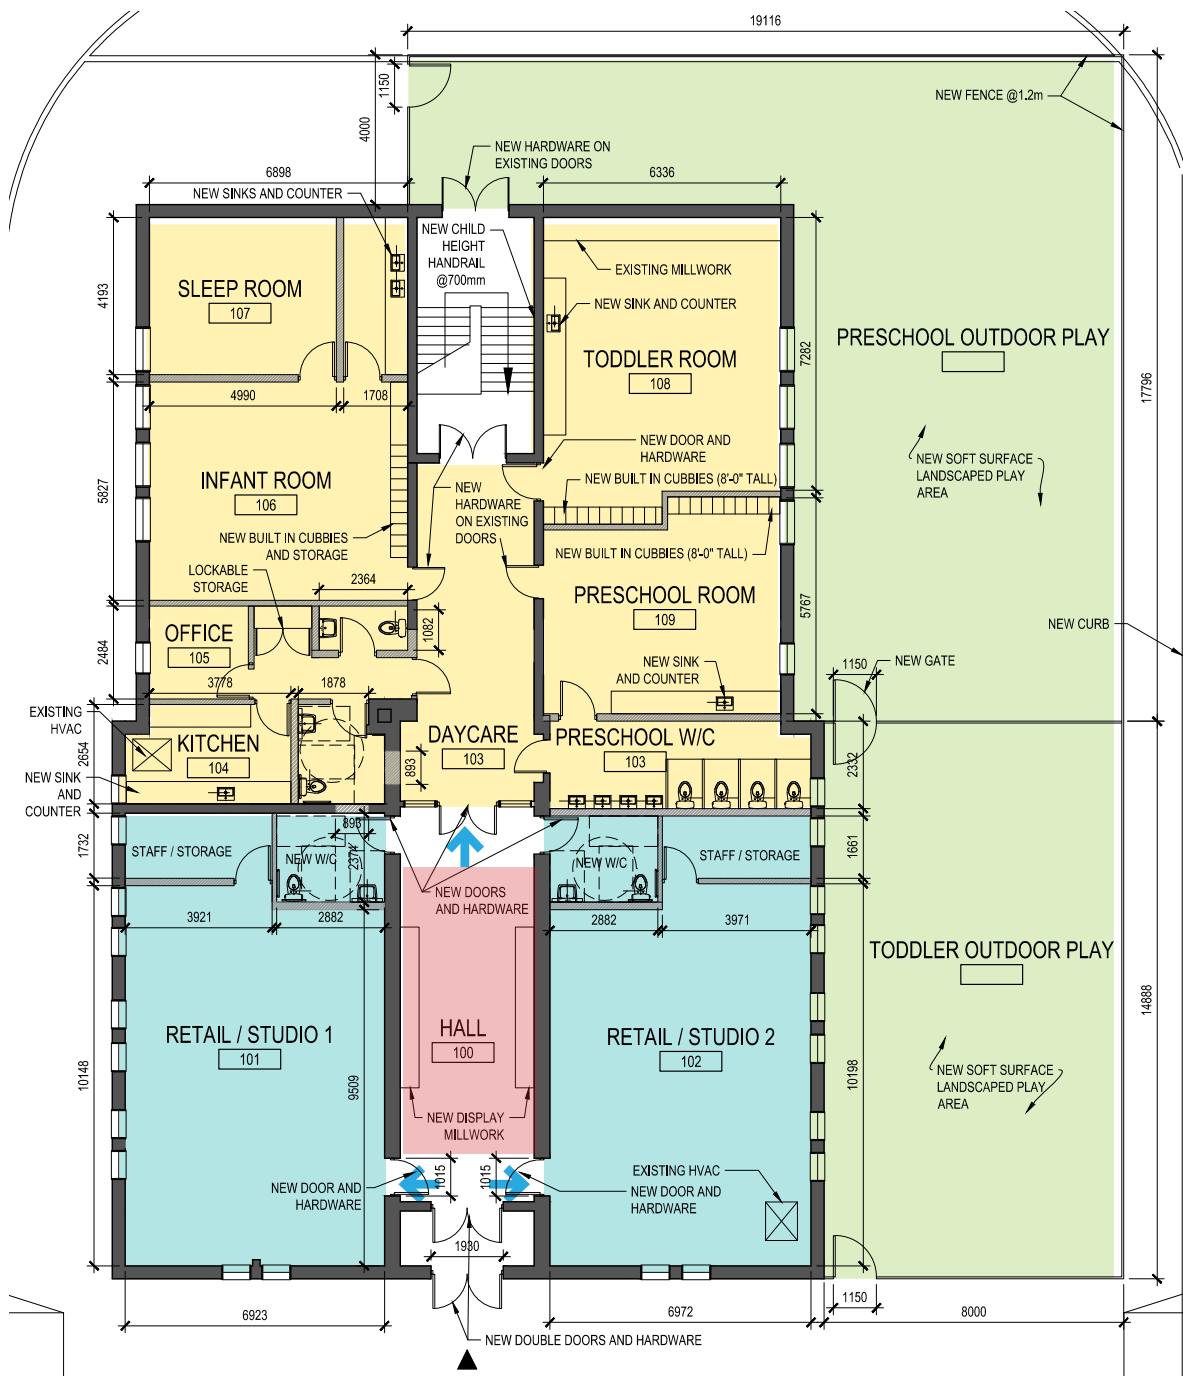 19116
1150
4000
NEW FENCE @1.2m
NEW HARDWARE ON
EXISTING DOORS
6898
6336
NEW SINKS AND COUNTER
NEW CHILD
HEIGHT
HANDRAIL
@700mm
EXISTING MILLWORK
4193
SLEEP ROOM
107
NEW SINK AND COUNTER
TODDLER ROOM
108
7282
PRESCHOOL OUTDOOR PLAY
17796
4990
1708
NEW DOOR AND
HARDWARE
NEW SOFT SURFACE
LANDSCAPED PLAY
AREA
5827
INFANT ROOM
106
NEW
HARDWARE
ON EXISTING
DOORS
NEW BUILT IN CUBBIES (8'-0" TALL)
NEW BUILT IN CUBBIES
AND STORAGE
NEW BUILT IN CUBBIES (8'-0" TALL)
LOCKABLE
STORAGE
2364
PRESCHOOL ROOM
109
5767
1082
2484
OFFICE
105
NEW CURB
NEW SINK
AND COUNTER
1150
NEW GATE
3778
1878
EXISTING
HVAC
2654
KITCHEN
104
DAYCARE
103
PRESCHOOL W/C
103
893
2332
NEW SINK
AND
COUNTER
1732
STAFF / STORAGE
893
NEW W/C
2374
NEW W/C
STAFF / STORAGE
1661
NEW DOORS
AND HARDWARE
3921
2882
2882
3971
TODDLER OUTDOOR PLAY
14888
RETAIL / STUDIO 1
101
HALL
100
RETAIL / STUDIO 2
102
10148
9509
10198
NEW SOFT SURFACE
LANDSCAPED PLAY
AREA
NEW DISPLAY
MILLWORK
1015
1015
EXISTING HVAC
NEW DOOR AND
HARDWARE
NEW DOOR AND
HARDWARE
1930
1150
8000
6923
6972
NEW DOUBLE DOORS AND HARDWARE